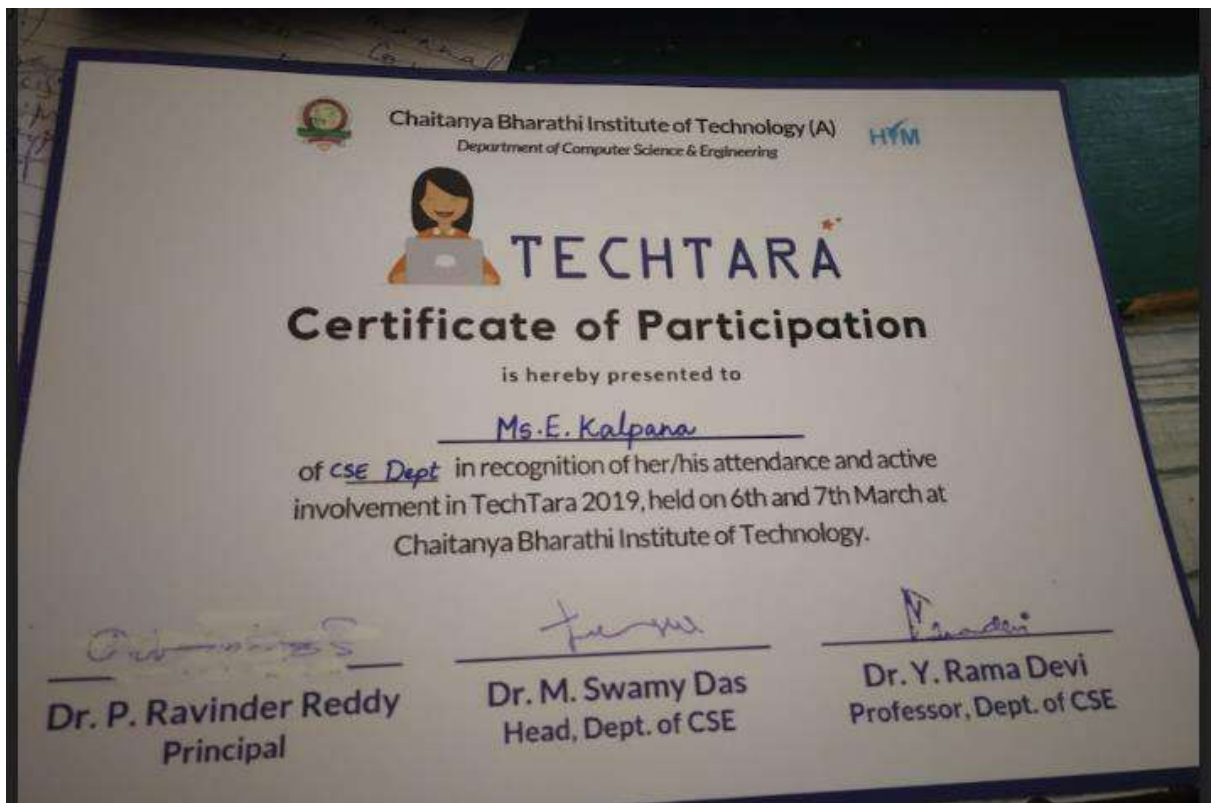 Chaitanya Bharathi Institute of Technology (A)
Department of Computer Science & Engineering
HYM
TECHTARA
Certificate of Participation
is hereby presented to
Ms. E. Kalpana
of CSE Dept in recognition of her/his attendance and active
involvement in TechTara 2019, held on 6th and 7th March at
Chaitanya Bharathi Institute of Technology.
Dr. P. Ravinder Reddy
Principal
Dr. M. Swamy Das
Head, Dept. of CSE
Dr. Y. Rama Devi
Professor, Dept. of CSE